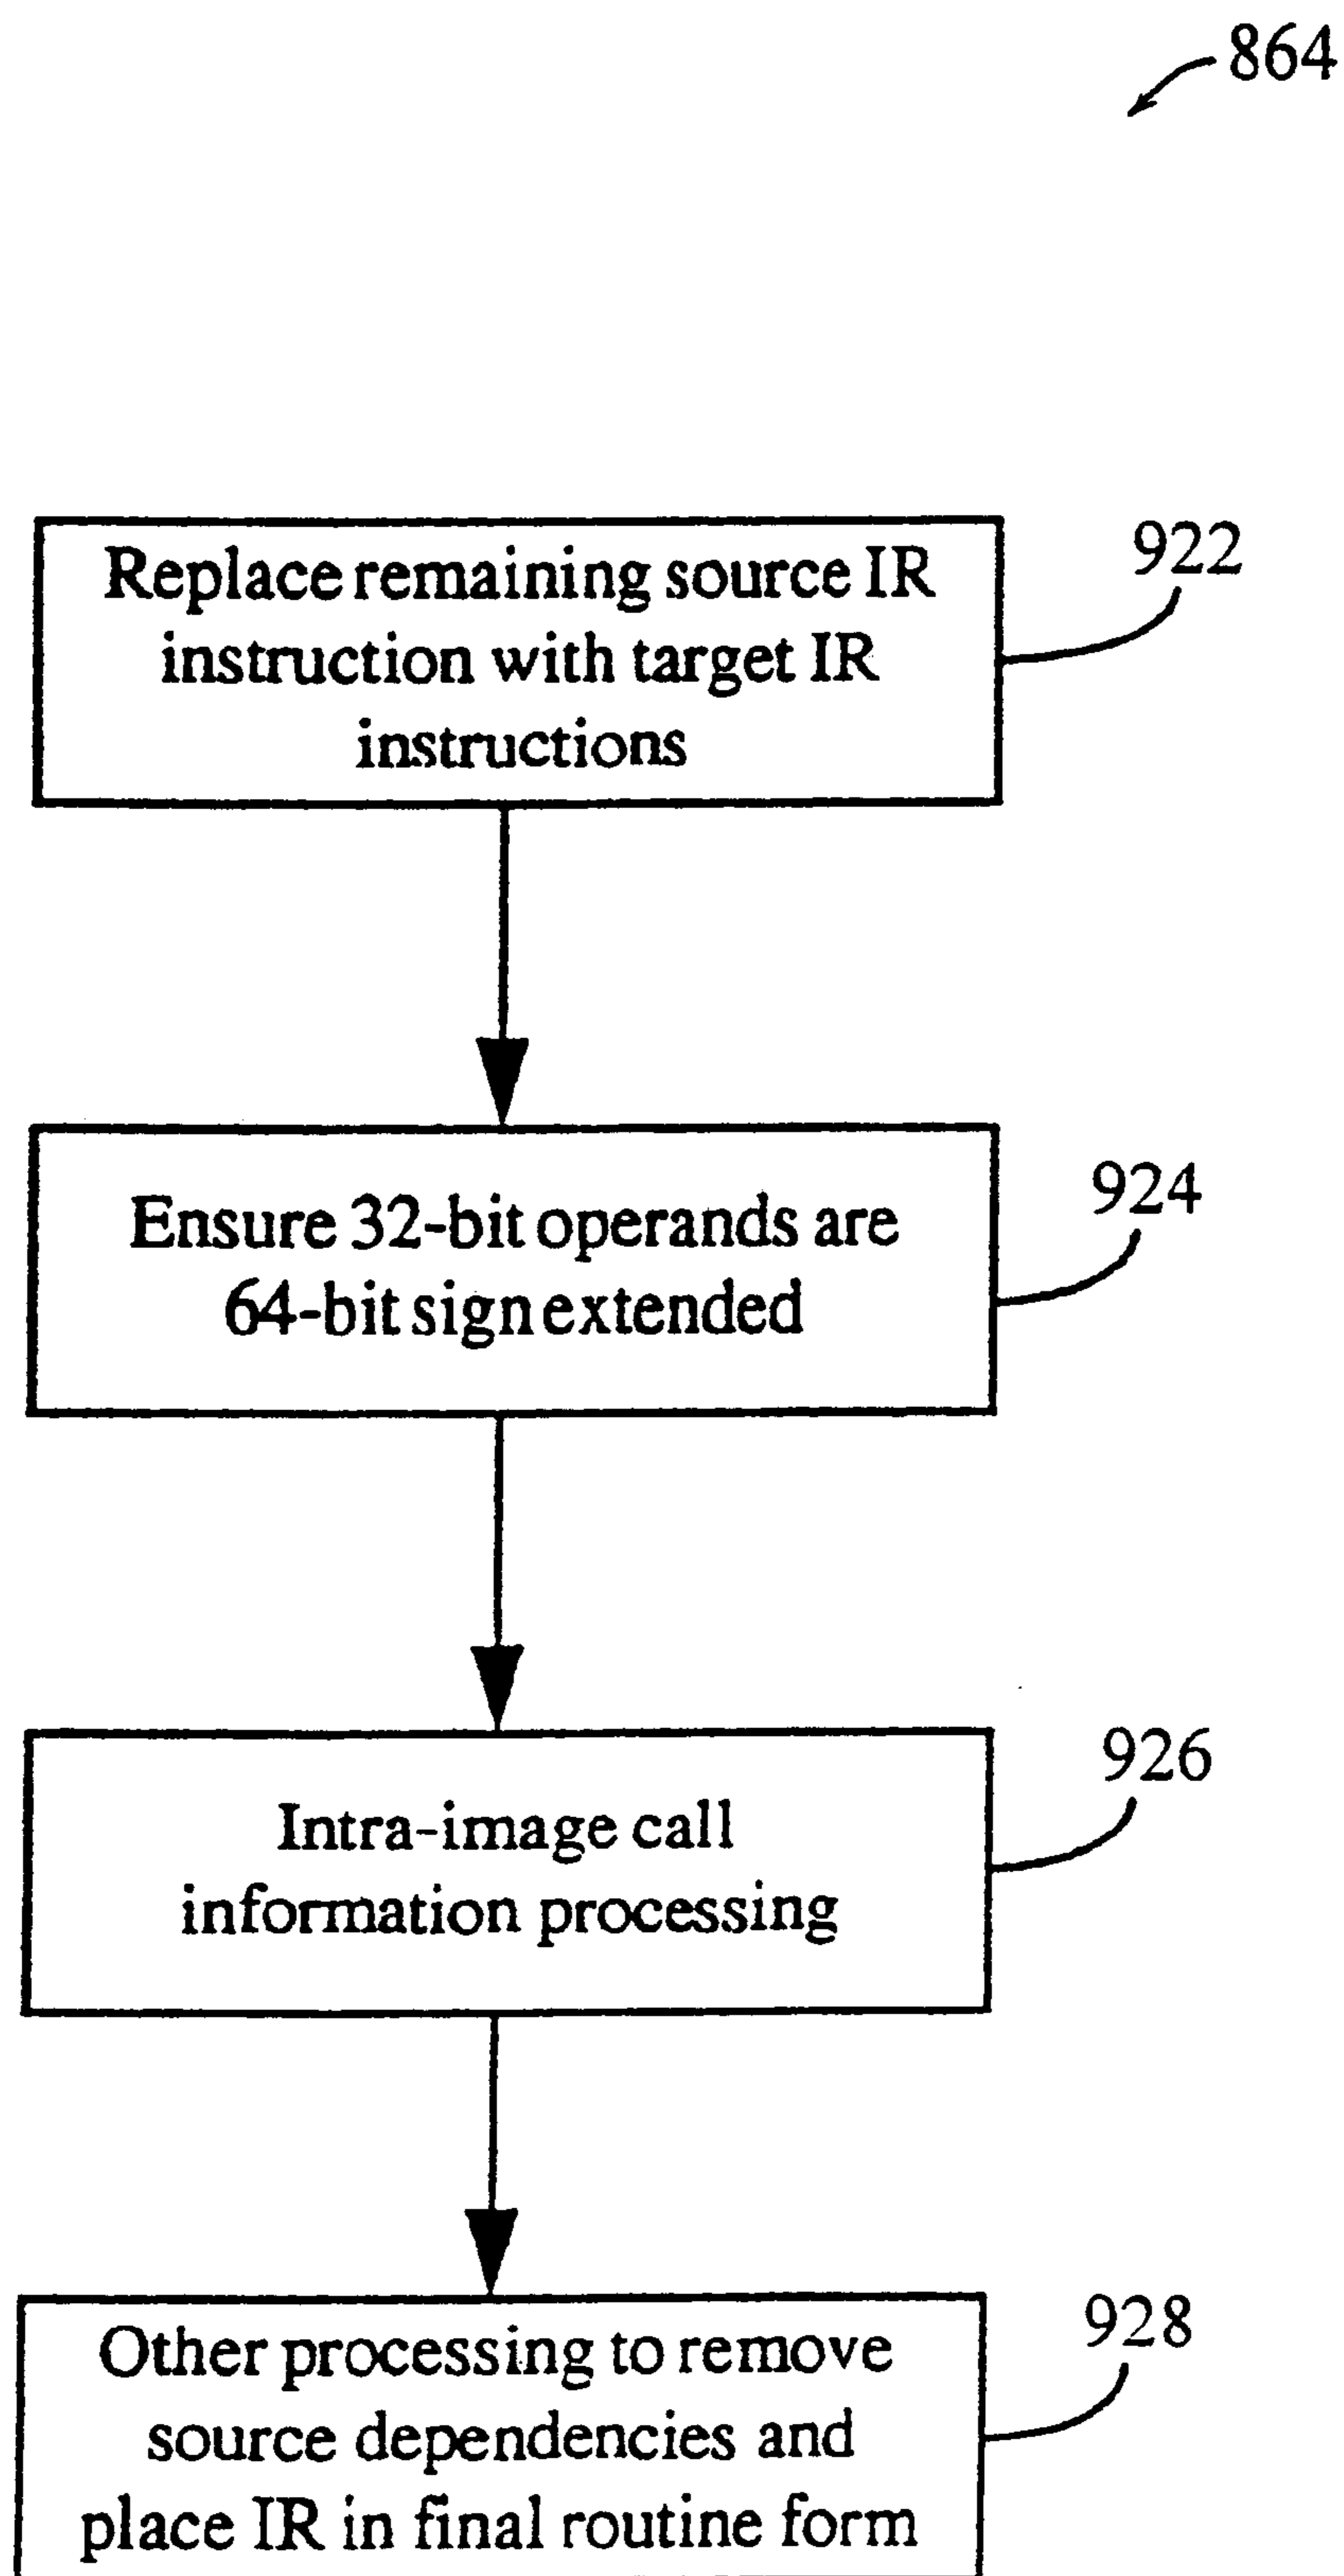 864
Replace remaining source IR
instruction with target IR
instructions
922
Ensure 32-bit operands are
64-bit sign extended
924
Intra-image call
information processing
926
Other processing to remove
source dependencies and
place IR in final routine form
928